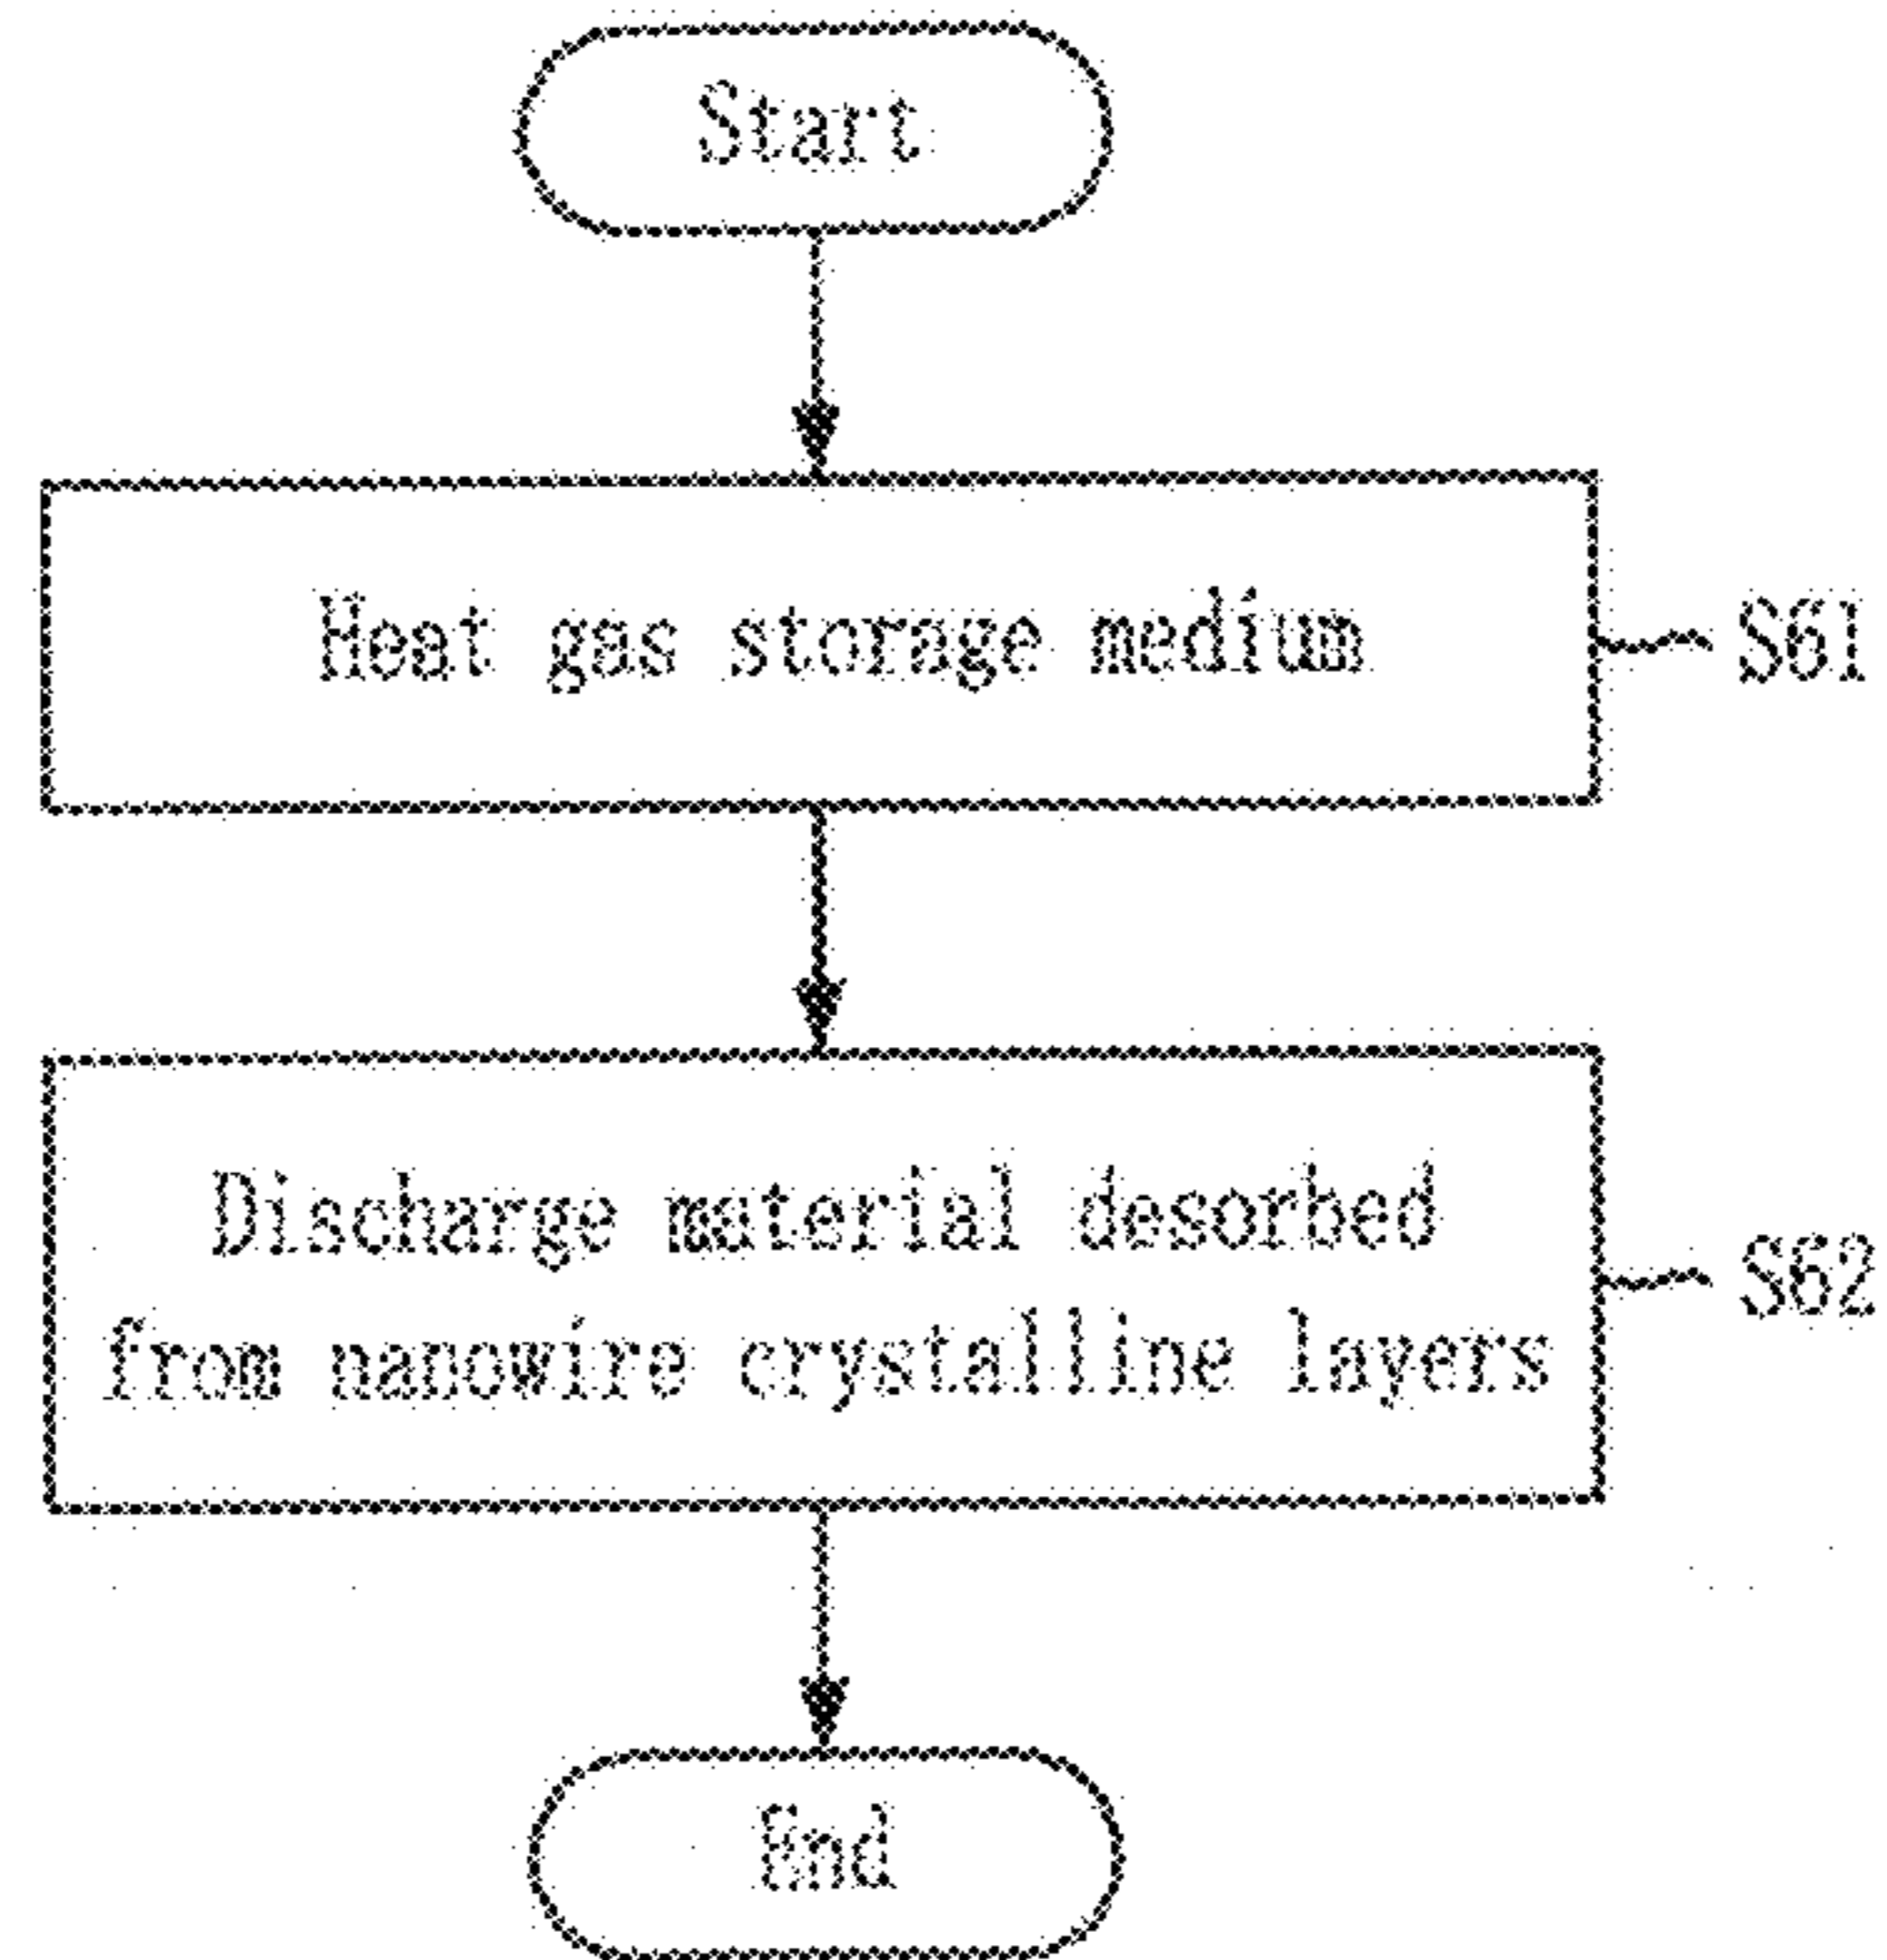 Start
Heat gas storage medium
S61
Discharge material desorbed
from nanowire crystalline layers
S62
End